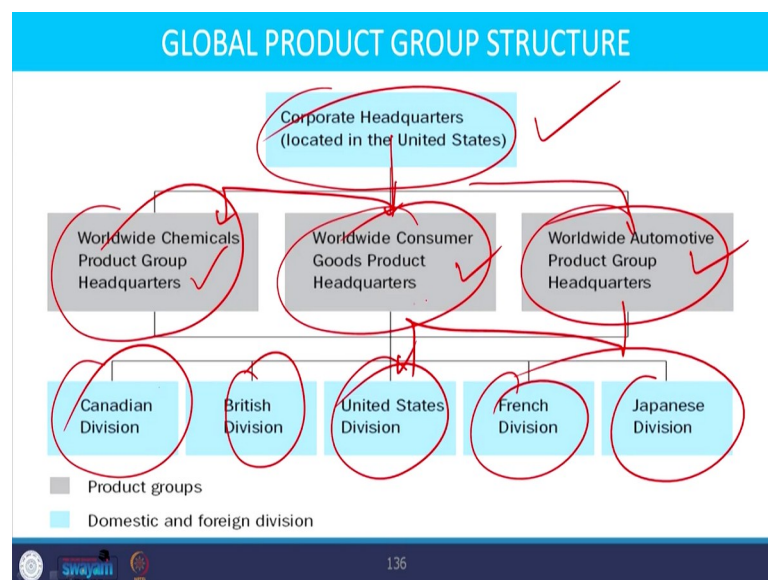 GLOBAL PRODUCT GROUP STRUCTURE
Corporate Headquarters
(located in the United States)
Worldwide Chemicals
Product Group
Headquarters
Worldwide Consumer
Goods Product
Headquarters
Worldwide Automotive
Product Group
Headquarters
Canadian
Division
British
Division
United States
Division
French
Division
Japanese
Division
Product groups
Domestic and foreign division
swayam
136